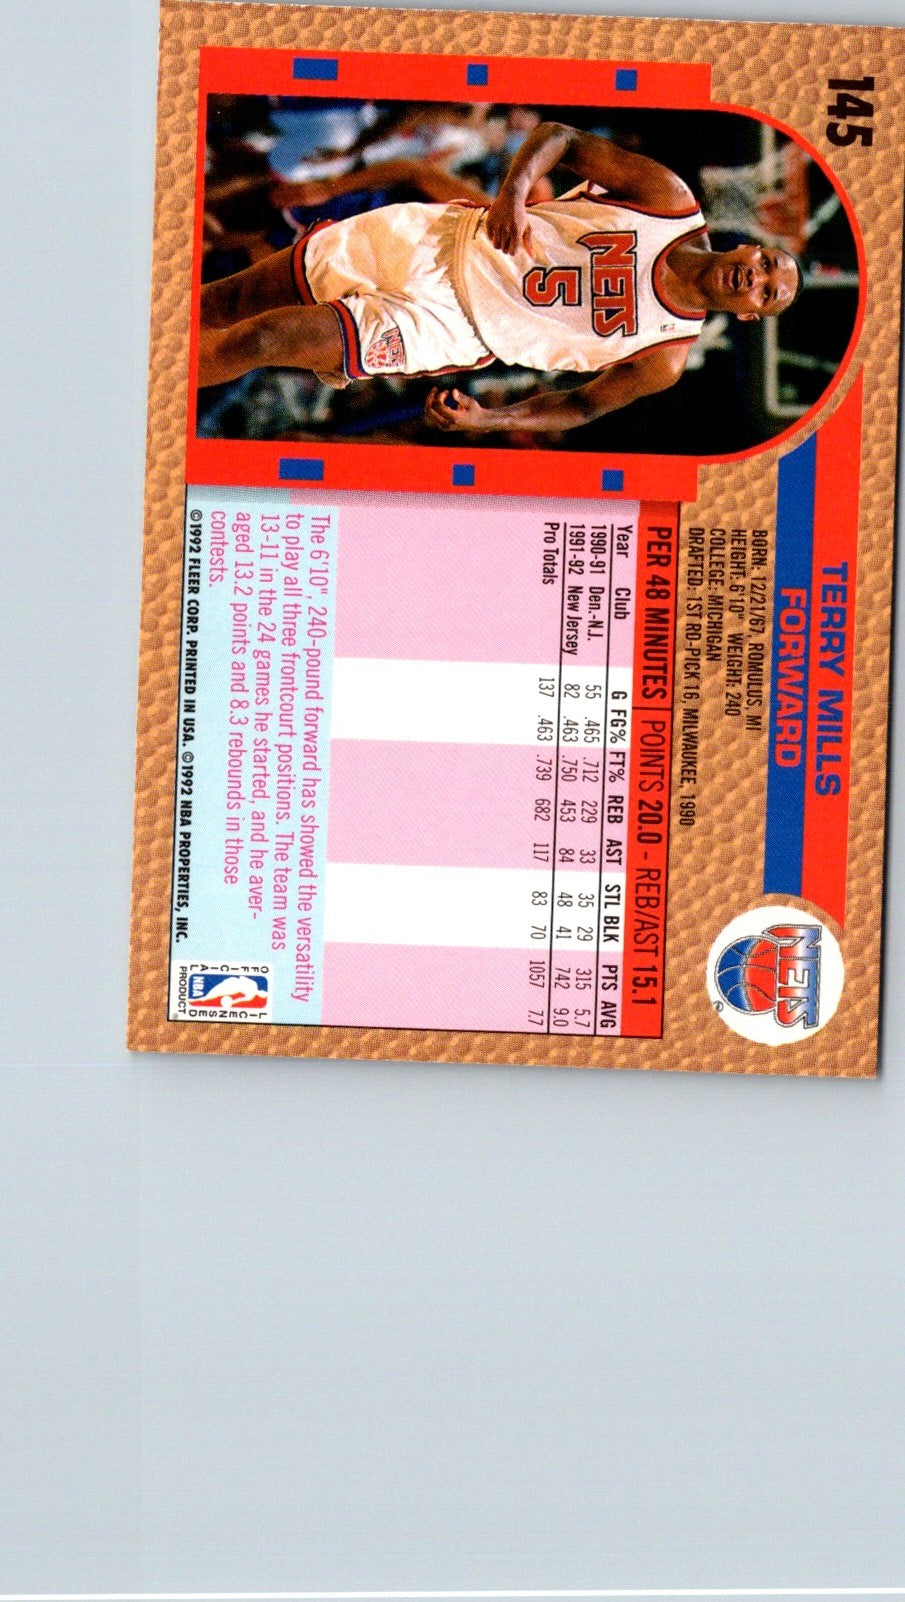 145
TERRY MILLS
FORWARD
BORN: 12/21/67, ROMULUS, MI
HEIGHT: 6'10" WEIGHT: 240
COLLEGE: MICHIGAN
DRAFTED: 1ST RD-PICK 16, MILWAUKEE, 1990
NETS
NETS
5
NETS
PER 48 MINUTES | POINTS 20.0 - REB/AST 15.1
Year Club G FG% FT% REB AST STL BLK PTS AVG
1990-91 Den.-N.J. 55 .465 .712 229 33 35 29 315 5.7
1991-92 New Jersey 82 .463 .750 453 84 48 41 742 9.0
Pro Totals 137 .463 .739 682 117 83 70 1057 7.7
The 6'10", 240-pound forward has showed the versatility
to play all three frontcourt positions. The team was
13-11 in the 24 games he started, and he aver-
aged 13.2 points and 8.3 rebounds in those
contests.
©1992 FLEER CORP. PRINTED IN USA. ©1992 NBA PROPERTIES, INC.
OFFICIAL
NBA
LICENSED
PRODUCT